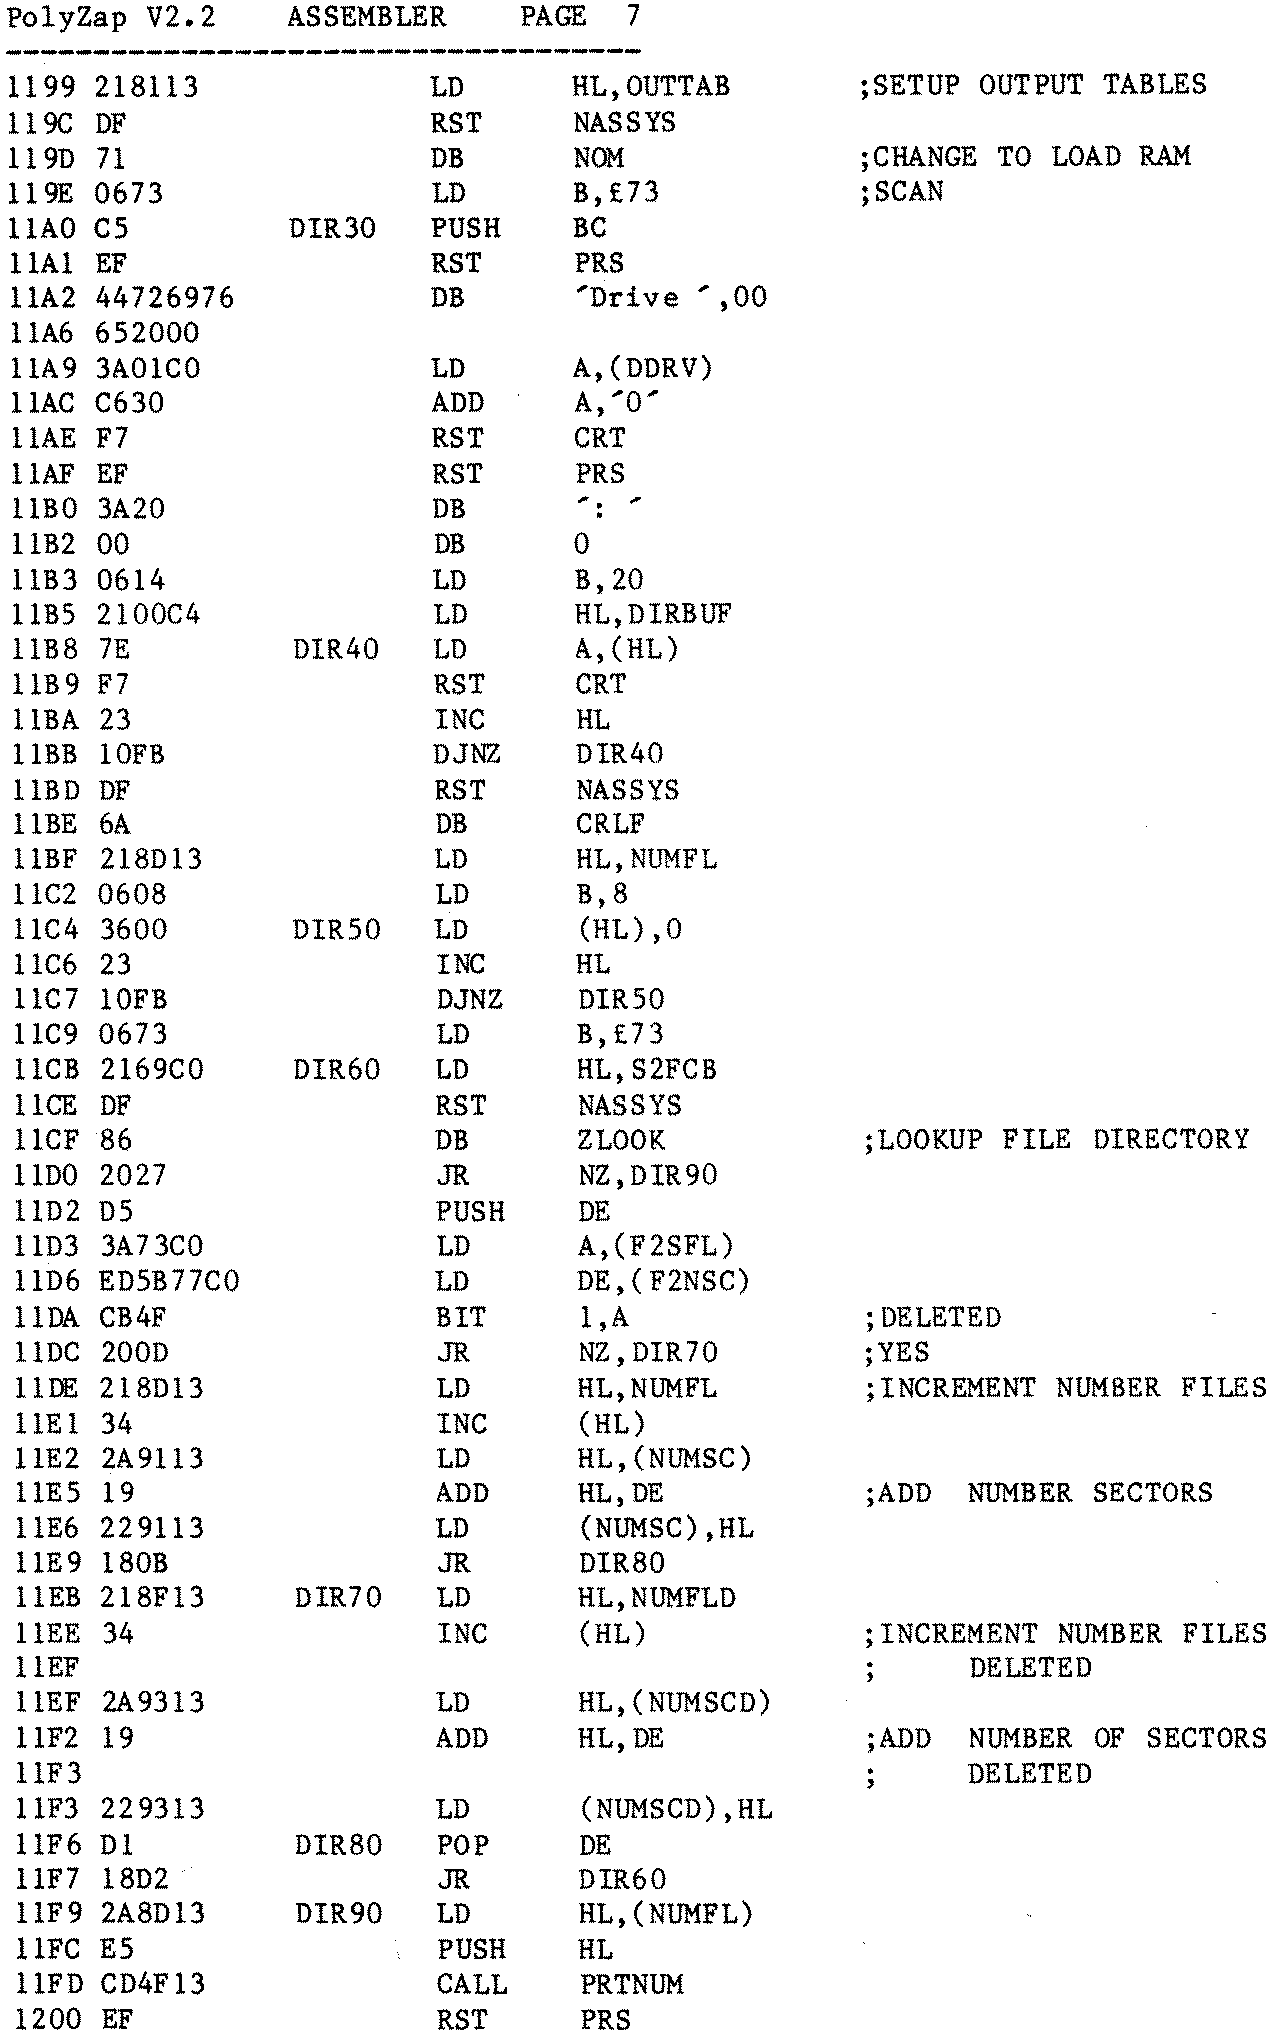 PolyZap V2.2    ASSEMBLER    PAGE  7
------------------------------------
1199 218113             LD      HL,OUTTAB       ;SETUP OUTPUT TABLES
119C DF                 RST     NASSYS
119D 71                 DB      NOM             ;CHANGE TO LOAD RAM
119E 0673               LD      B,£73           ;SCAN
11A0 C5         DIR30   PUSH    BC
11A1 EF                 RST     PRS
11A2 44726976           DB      ´Drive ´,00
11A6 652000
11A9 3A01C0             LD      A,(DDRV)
11AC C630               ADD     A,´0´
11AE F7                 RST     CRT
11AF EF                 RST     PRS
11B0 3A20               DB      ´: ´
11B2 00                 DB      0
11B3 0614               LD      B,20
11B5 2100C4             LD      HL,DIRBUF
11B8 7E         DIR40   LD      A,(HL)
11B9 F7                 RST     CRT
11BA 23                 INC     HL
11BB 10FB               DJNZ    DIR40
11BD DF                 RST     NASSYS
11BE 6A                 DB      CRLF
11BF 218D13             LD      HL,NUMFL
11C2 0608               LD      B,8
11C4 3600       DIR50   LD      (HL),0
11C6 23                 INC     HL
11C7 10FB               DJNZ    DIR50
11C9 0673               LD      B,£73
11CB 2169C0     DIR60   LD      HL,S2FCB
11CE DF                 RST     NASSYS
11CF 86                 DB      ZLOOK           ;LOOKUP FILE DIRECTORY
11D0 2027               JR      NZ,DIR90
11D2 D5                 PUSH    DE
11D3 3A73C0             LD      A,(F2SFL)
11D6 ED5B77C0           LD      DE,(F2NSC)
11DA CB4F               BIT     1,A             ;DELETED
11DC 200D               JR      NZ,DIR70        ;YES
11DE 218D13             LD      HL,NUMFL        ;INCREMENT NUMBER FILES
11E1 34                 INC     (HL)
11E2 2A9113             LD      HL,(NUMSC)
11E5 19                 ADD     HL,DE           ;ADD  NUMBER SECTORS
11E6 229113             LD      (NUMSC),HL
11E9 180B               JR      DIR80
11EB 218F13     DIR70   LD      HL,NUMFLD
11EE 34                 INC     (HL)            ;INCREMENT NUMBER FILES
11EF                                            ;     DELETED
11EF 2A9313             LD      HL,(NUMSCD)
11F2 19                 ADD     HL,DE           ;ADD  NUMBER OF SECTORS
11F3                                            ;     DELETED
11F3 229313             LD      (NUMSCD),HL
11F6 D1         DIR80   POP     DE
11F7 18D2               JR      DIR60
11F9 2A8D13     DIR90   LD      HL,(NUMFL)
11FC E5                 PUSH    HL
11FD CD4F13             CALL    PRTNUM
1200 EF                 RST     PRS